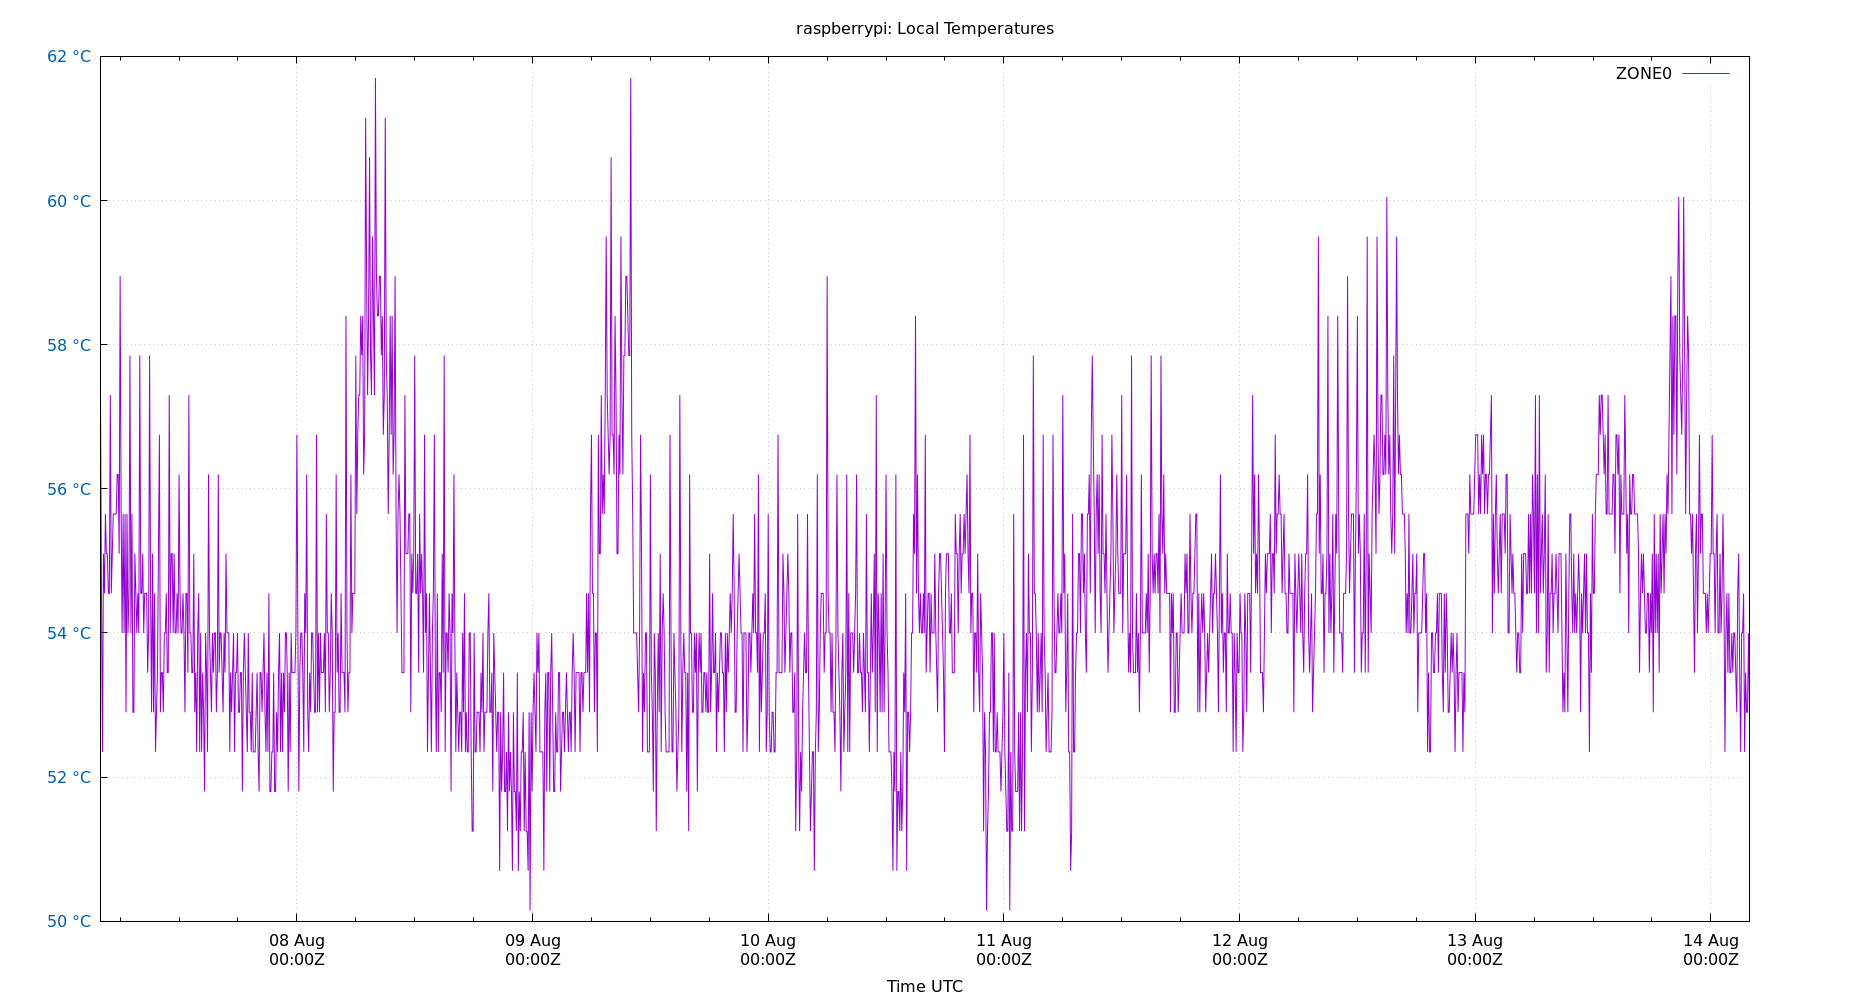 raspberrypi: Local Temperatures
62 °C
ZONE0
60 °C
58 °C
56 °C
54 °C
52 °C
50 °C
08 Aug 09 Aug 10 Aug 11 Aug 12 Aug 13 Aug 14 Aug
00:00Z 00:00Z 00:00Z 00:00Z 00:00Z 00:00Z 00:00Z
Time UTC